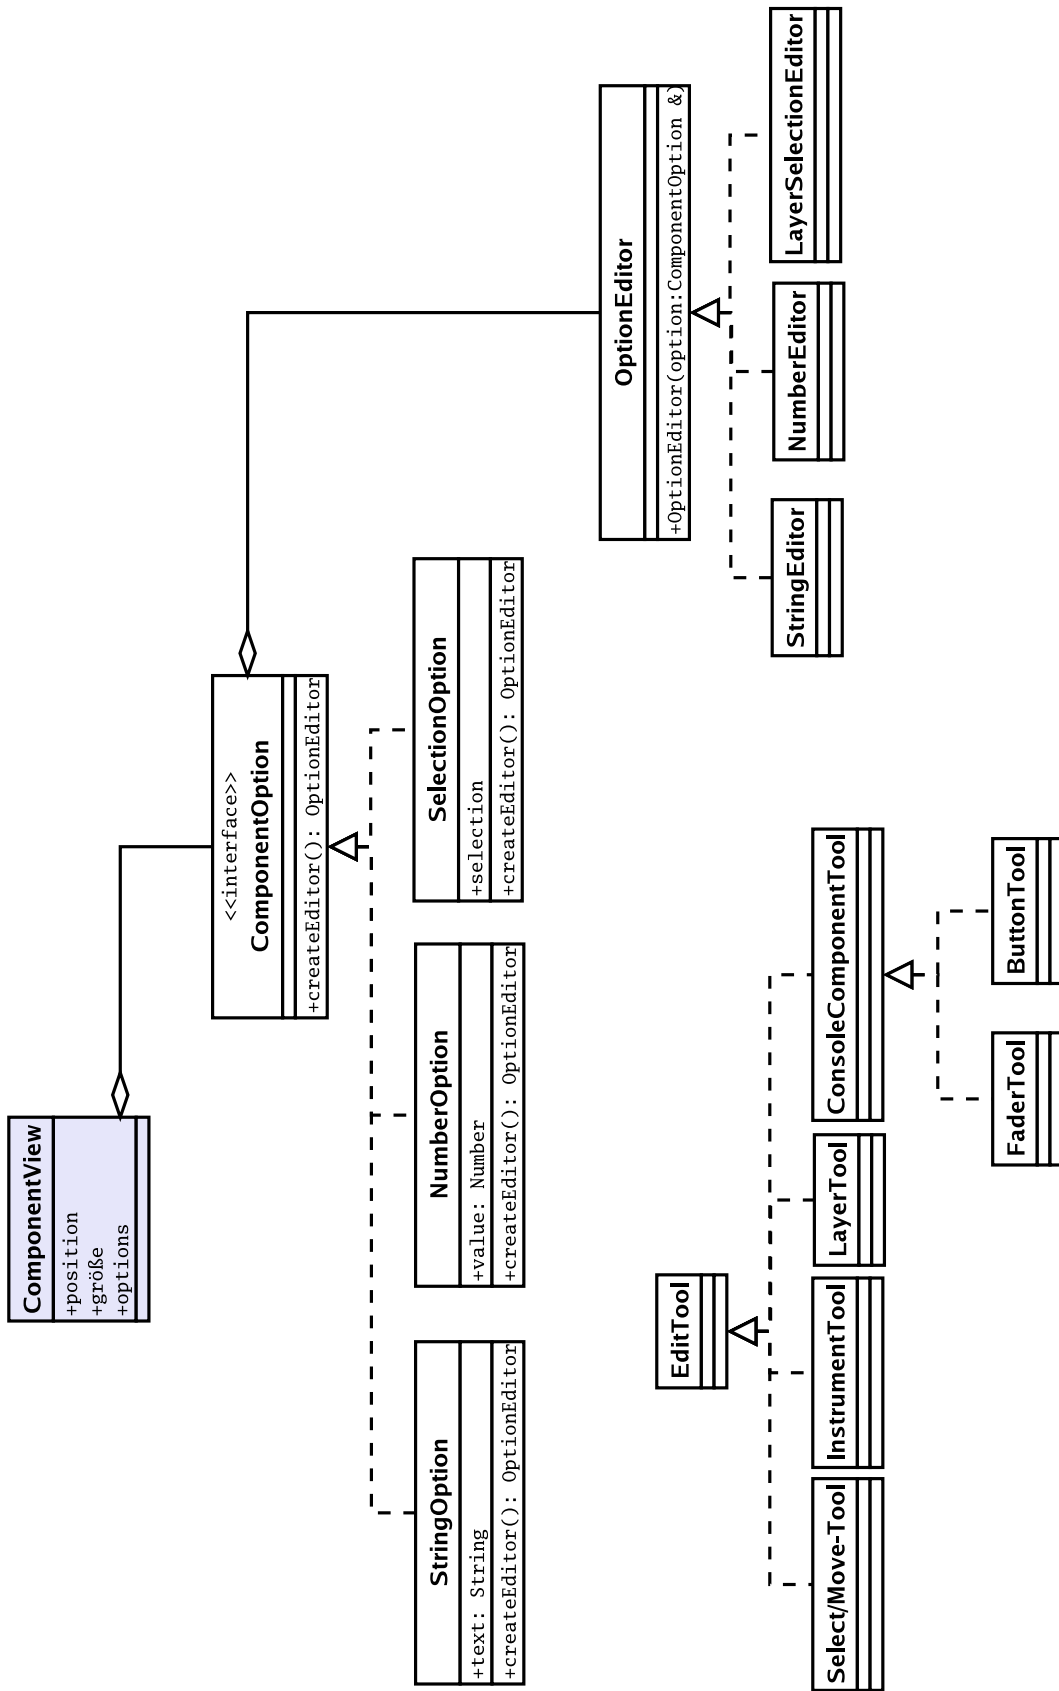 ComponentView
+position
+größe
+options
<<interface>>
ComponentOption
+createEditor(): OptionEditor
StringOption
+text: String
+createEditor(): OptionEditor
NumberOption
+value: Number
+createEditor(): OptionEditor
SelectionOption
+selection
+createEditor(): OptionEditor
OptionEditor
+OptionEditor(option:ComponentOption &)
StringEditor
NumberEditor
LayerSelectionEditor
EditTool
Select/Move-Tool
InstrumentTool
LayerTool
ConsoleComponentTool
FaderTool
ButtonTool